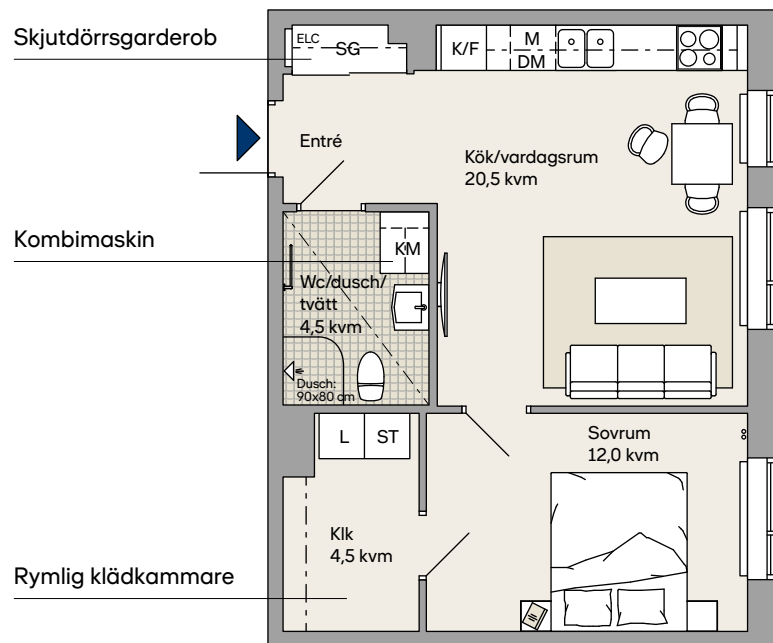 Skjutdörrsgarderob
ELC
SG
K/F
M
DM
Entré
Kök/vardagsrum
20,5 kvm
Kombimaskin
KM
Wc/dusch/
tvätt
4,5 kvm
Dusch:
90x80 cm
L
ST
Sovrum
12,0 kvm
Klk
4,5 kvm
Rymlig klädkammare